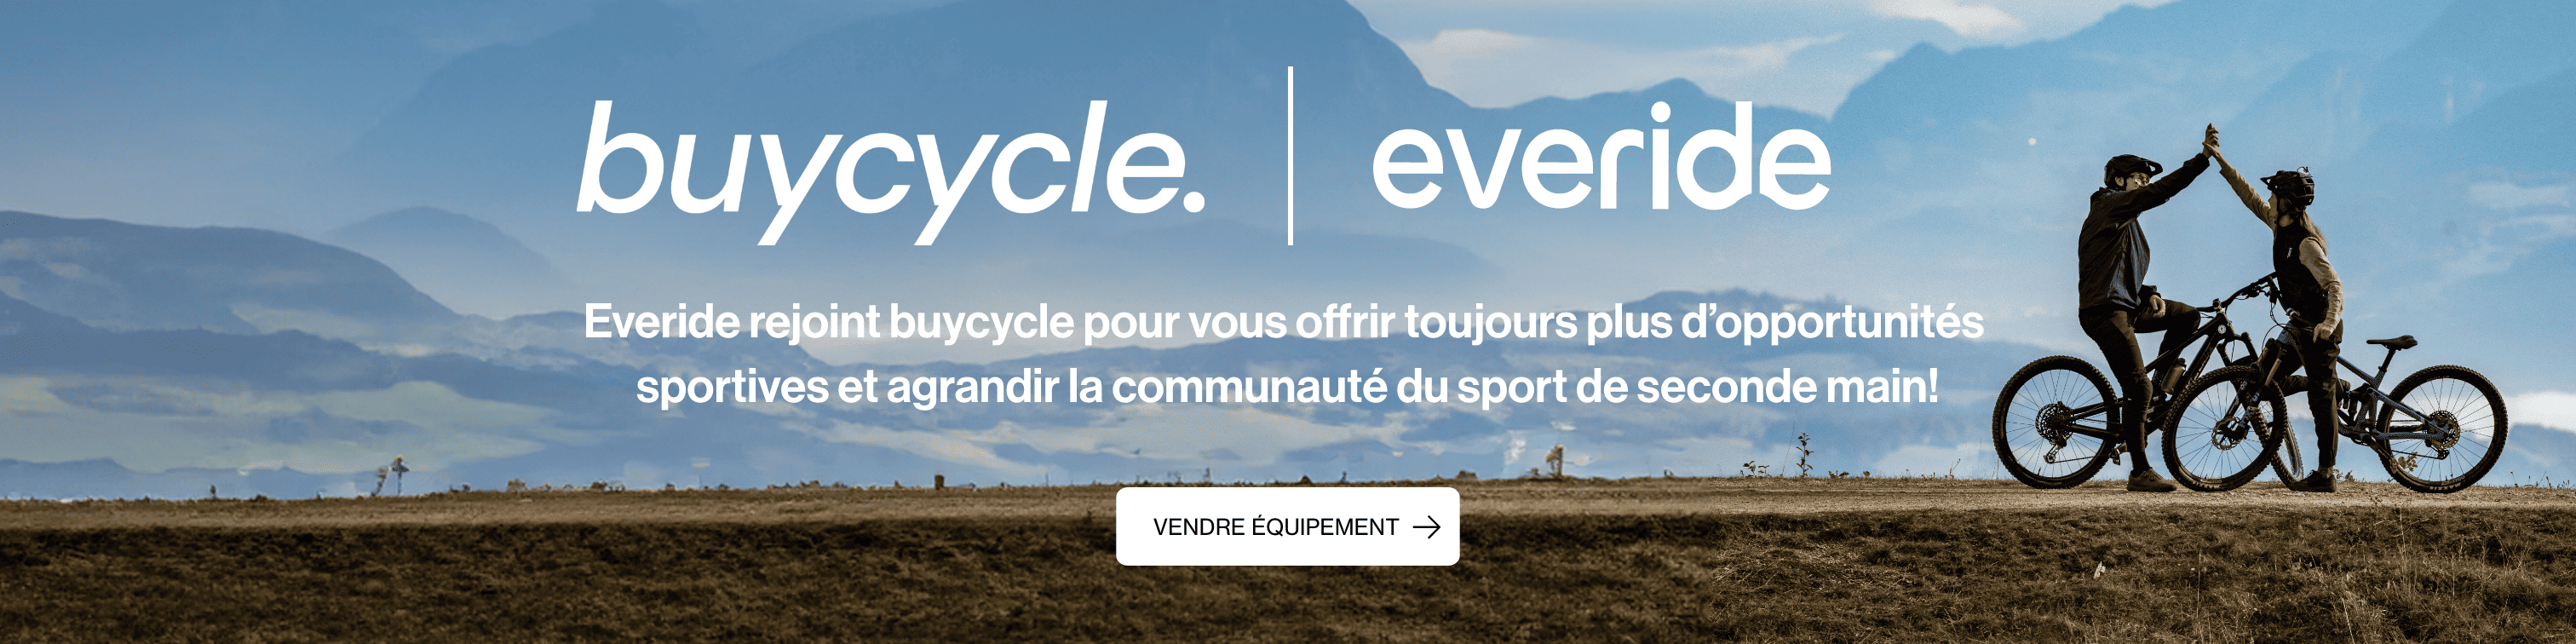 buycycle. | everide
Everide rejoint buycycle pour vous offrir toujours plus d’opportunités
sportives et agrandir la communauté du sport de seconde main!
VENDRE ÉQUIPEMENT →